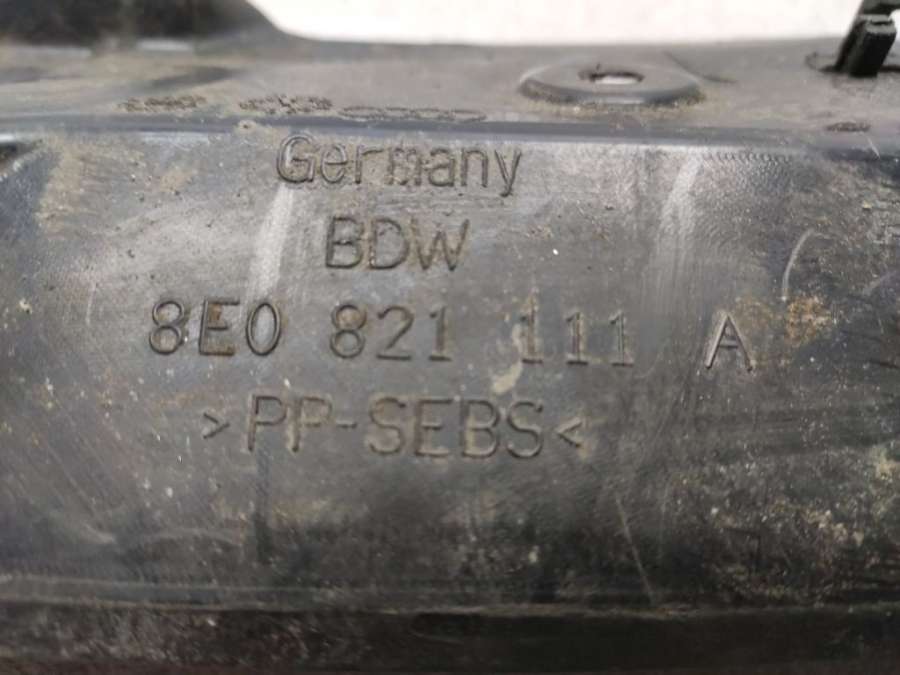 Germany
BDW
8E0 821 111 A
>PP-SEBS<